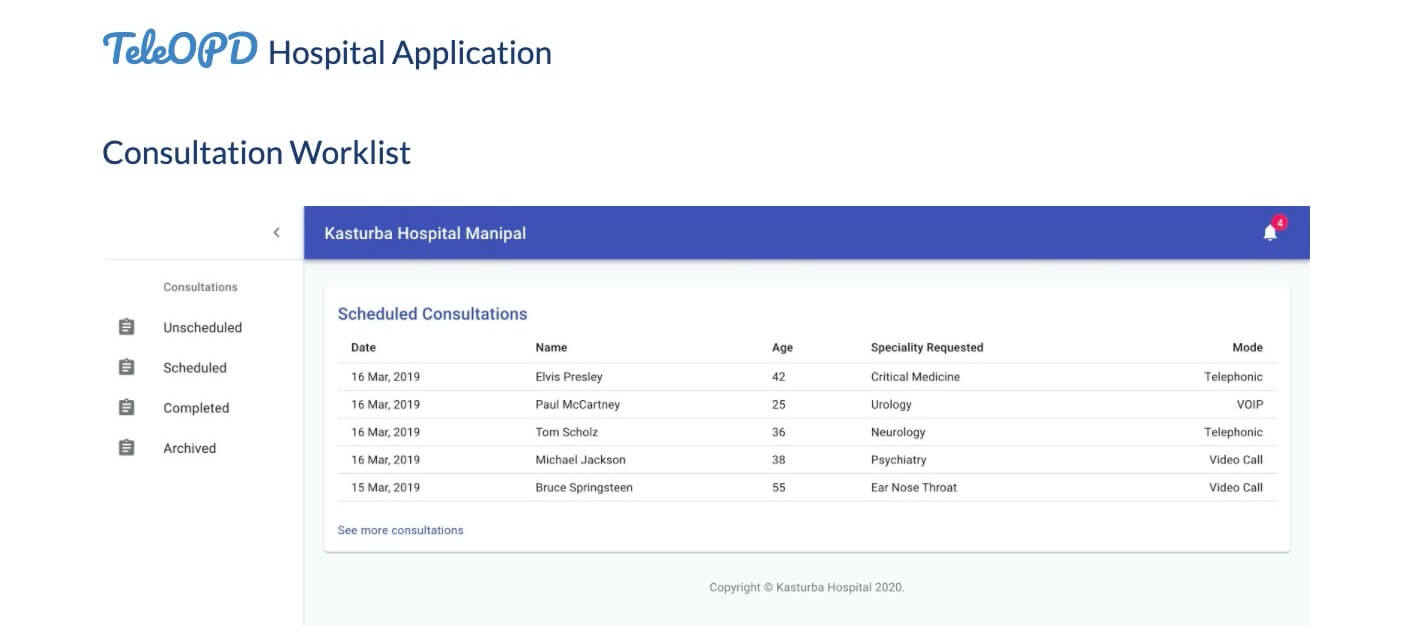 TeleOPD Hospital Application
Consultation Worklist
Kasturba Hospital Manipal
4
Consultations
Unscheduled
Scheduled
Completed
Archived
Scheduled Consultations
Date Name Age Speciality Requested Mode
16 Mar, 2019 Elvis Presley 42 Critical Medicine Telephonic
16 Mar, 2019 Paul McCartney 25 Urology VOIP
16 Mar, 2019 Tom Scholz 36 Neurology Telephonic
16 Mar, 2019 Michael Jackson 38 Psychiatry Video Call
15 Mar, 2019 Bruce Springsteen 55 Ear Nose Throat Video Call
See more consultations
Copyright © Kasturba Hospital 2020.